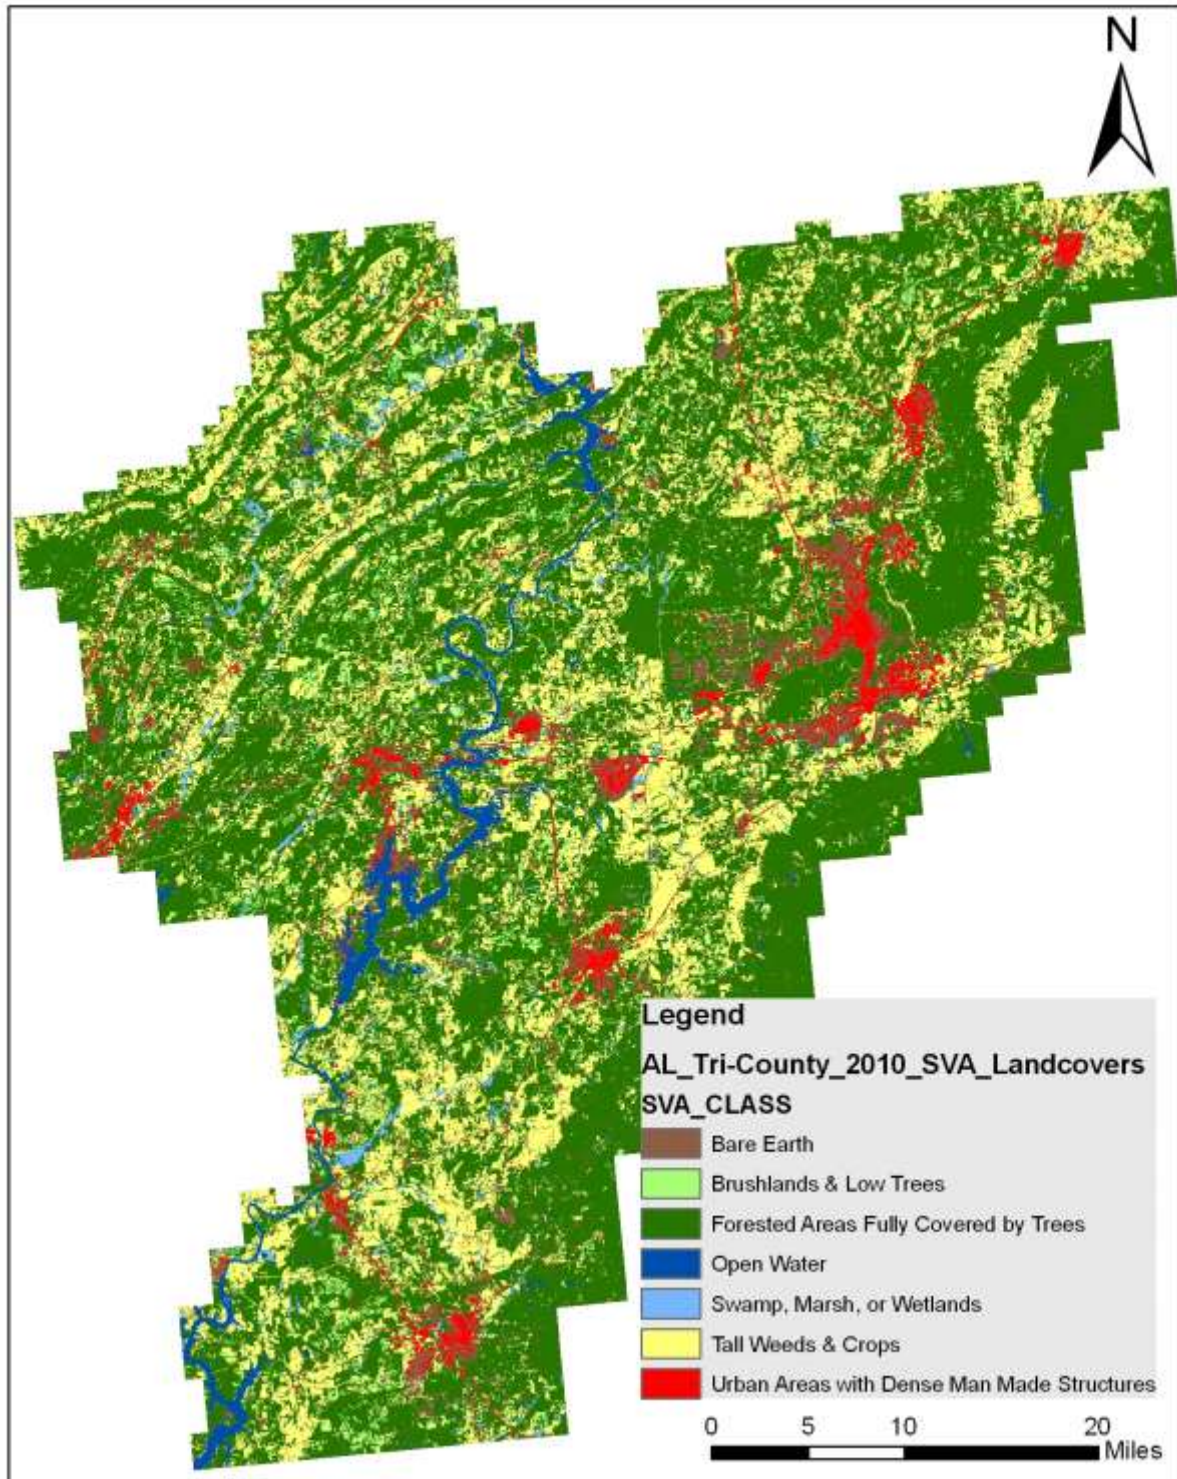 N
Legend
AL_Tri-County_2010_SVA_Landcovers
SVA_CLASS
Bare Earth
Brushlands & Low Trees
Forested Areas Fully Covered by Trees
Open Water
Swamp, Marsh, or Wetlands
Tall Weeds & Crops
Urban Areas with Dense Man Made Structures
0 5 10 20
Miles